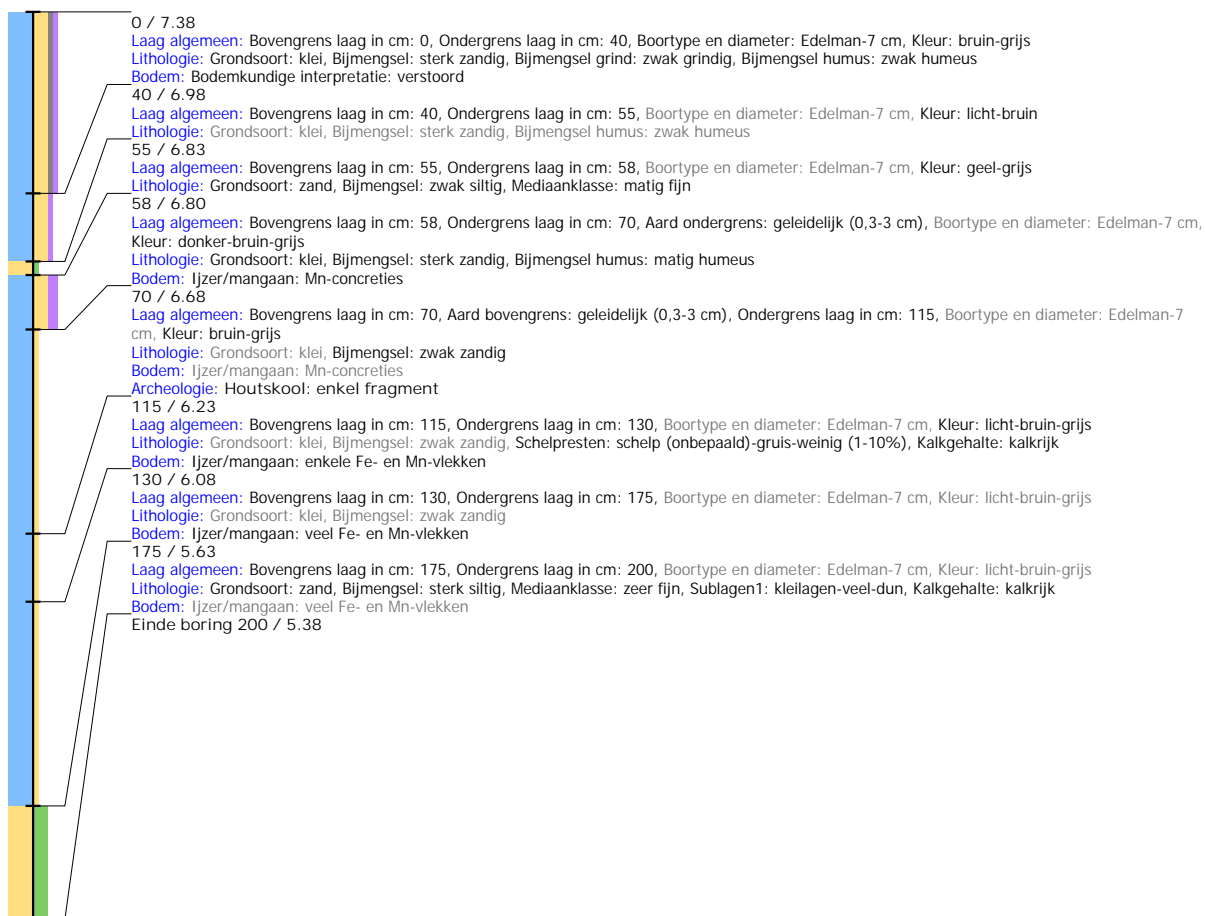 0 / 7.38
Laag algemeen: Bovengrens laag in cm: 0, Ondergrens laag in cm: 40, Boortype en diameter: Edelman-7 cm, Kleur: bruin-grijs
Lithologie: Grondsoort: klei, Bijmengsel: sterk zandig, Bijmengsel grind: zwak grindig, Bijmengsel humus: zwak humeus
Bodem: Bodemkundige interpretatie: verstoord
40 / 6.98
Laag algemeen: Bovengrens laag in cm: 40, Ondergrens laag in cm: 55, Boortype en diameter: Edelman-7 cm, Kleur: licht-bruin
Lithologie: Grondsoort: klei, Bijmengsel: sterk zandig, Bijmengsel humus: zwak humeus
55 / 6.83
Laag algemeen: Bovengrens laag in cm: 55, Ondergrens laag in cm: 58, Boortype en diameter: Edelman-7 cm, Kleur: geel-grijs
Lithologie: Grondsoort: zand, Bijmengsel: zwak siltig, Mediaanklasse: matig fijn
58 / 6.80
Laag algemeen: Bovengrens laag in cm: 58, Ondergrens laag in cm: 70, Aard ondergrens: geleidelijk (0,3-3 cm), Boortype en diameter: Edelman-7 cm,
Kleur: donker-bruin-grijs
Lithologie: Grondsoort: klei, Bijmengsel: sterk zandig, Bijmengsel humus: matig humeus
Bodem: Ijzer/mangaan: Mn-concreties
70 / 6.68
Laag algemeen: Bovengrens laag in cm: 70, Aard bovengrens: geleidelijk (0,3-3 cm), Ondergrens laag in cm: 115, Boortype en diameter: Edelman-7
cm, Kleur: bruin-grijs
Lithologie: Grondsoort: klei, Bijmengsel: zwak zandig
Bodem: Ijzer/mangaan: Mn-concreties
Archeologie: Houtskool: enkel fragment
115 / 6.23
Laag algemeen: Bovengrens laag in cm: 115, Ondergrens laag in cm: 130, Boortype en diameter: Edelman-7 cm, Kleur: licht-bruin-grijs
Lithologie: Grondsoort: klei, Bijmengsel: zwak zandig, Schelpresten: schelp (onbepaald)-gruis-weinig (1-10%), Kalkgehalte: kalkrijk
Bodem: Ijzer/mangaan: enkele Fe- en Mn-vlekken
130 / 6.08
Laag algemeen: Bovengrens laag in cm: 130, Ondergrens laag in cm: 175, Boortype en diameter: Edelman-7 cm, Kleur: licht-bruin-grijs
Lithologie: Grondsoort: klei, Bijmengsel: zwak zandig
Bodem: Ijzer/mangaan: veel Fe- en Mn-vlekken
175 / 5.63
Laag algemeen: Bovengrens laag in cm: 175, Ondergrens laag in cm: 200, Boortype en diameter: Edelman-7 cm, Kleur: licht-bruin-grijs
Lithologie: Grondsoort: zand, Bijmengsel: sterk siltig, Mediaanklasse: zeer fijn, Sublagen1: kleilagen-veel-dun, Kalkgehalte: kalkrijk
Bodem: Ijzer/mangaan: veel Fe- en Mn-vlekken
Einde boring 200 / 5.38